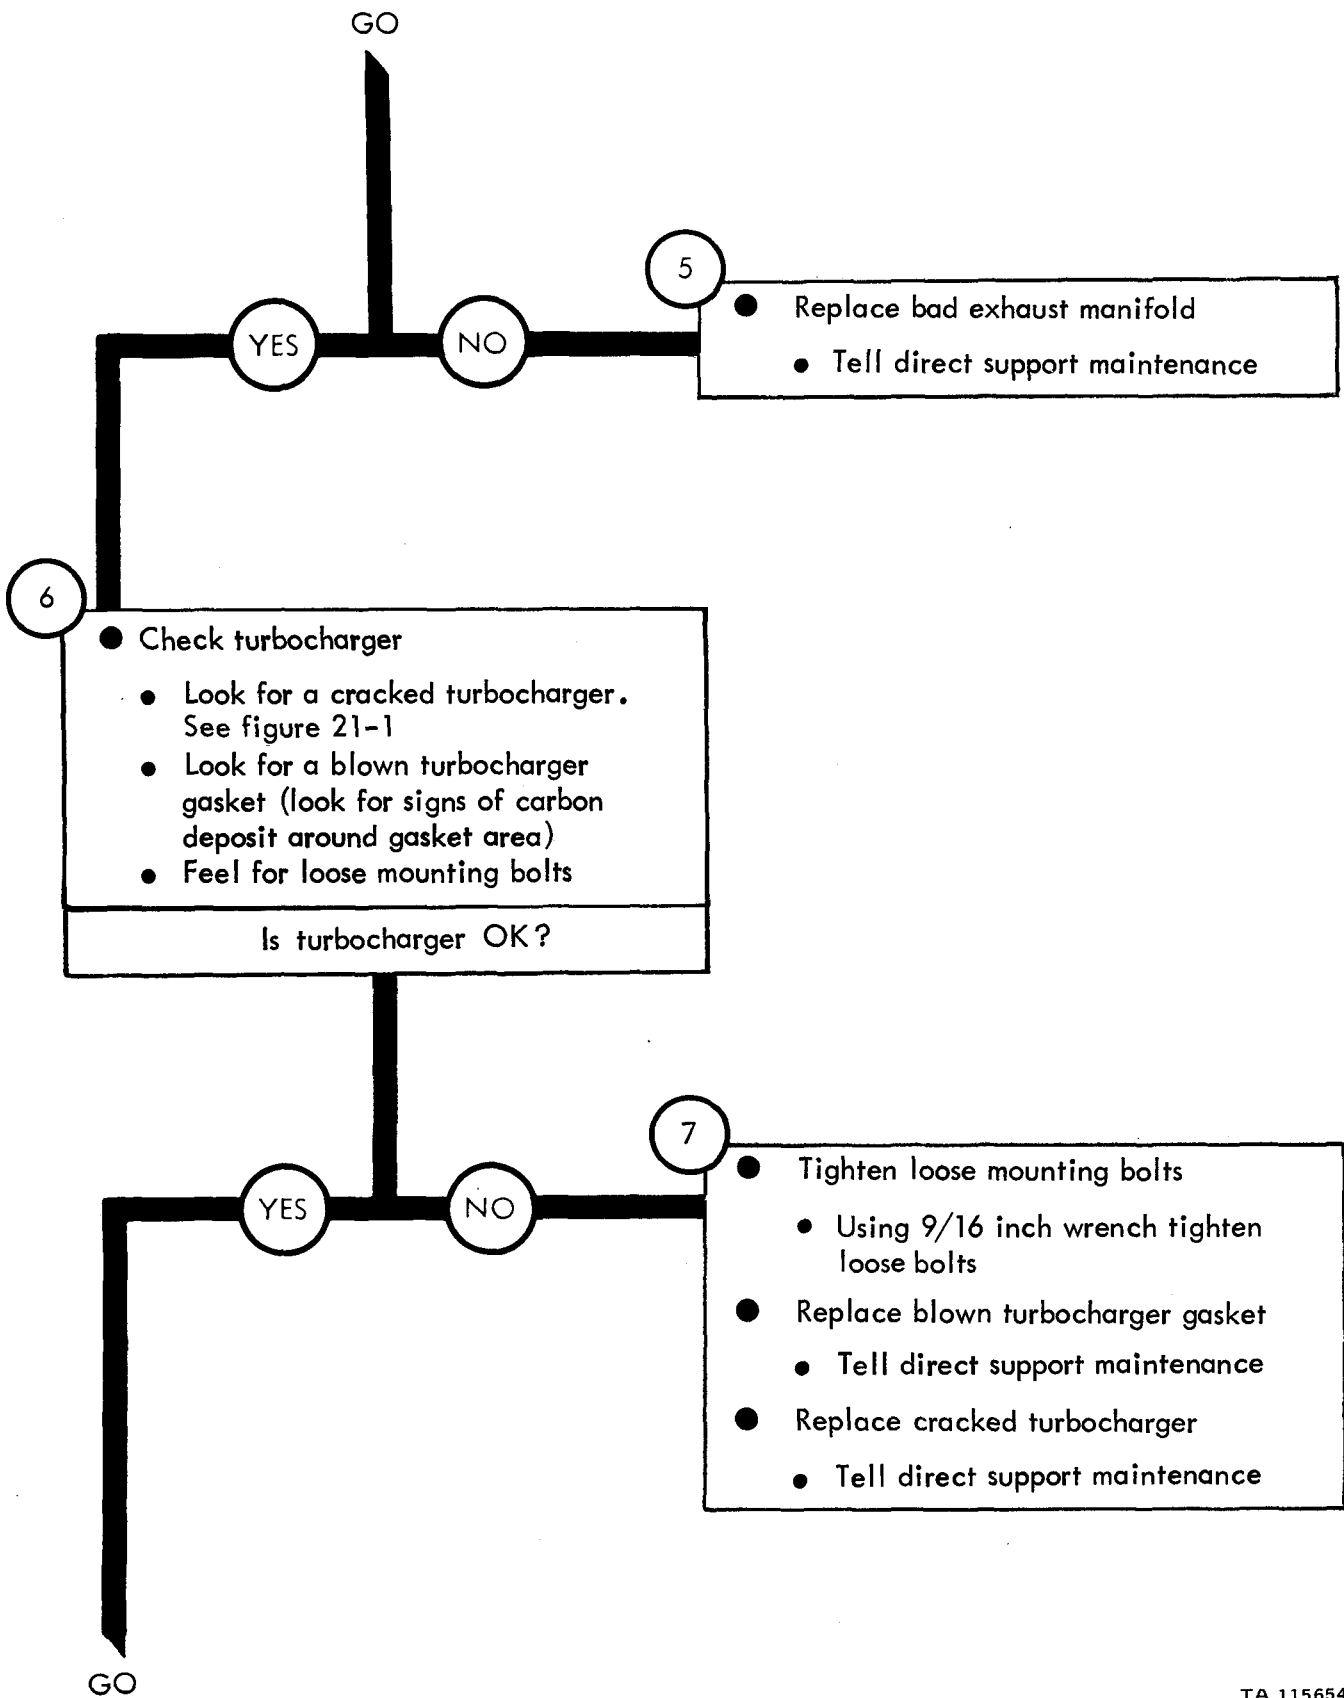 GO
YES
NO
5
● Replace bad exhaust manifold
● Tell direct support maintenance
6
● Check turbocharger
● Look for a cracked turbocharger.
See figure 21-1
● Look for a blown turbocharger
gasket (look for signs of carbon
deposit around gasket area)
● Feel for loose mounting bolts
Is turbocharger OK?
YES
NO
7
● Tighten loose mounting bolts
● Using 9/16 inch wrench tighten
loose bolts
● Replace blown turbocharger gasket
● Tell direct support maintenance
● Replace cracked turbocharger
● Tell direct support maintenance
GO
TA 115654